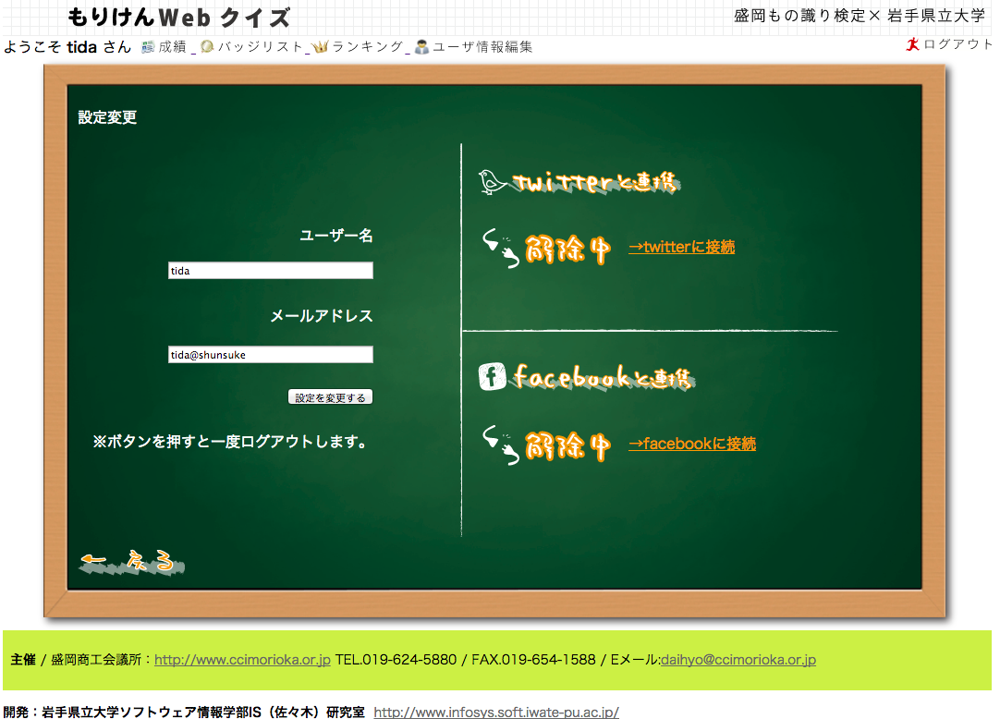 もりけんWeb クイズ
盛岡もの識り検定× 岩手県立大学
ようこそ tida さん 成績 バッジリスト ランキング ユーザ情報編集
ログアウト
設定変更
ユーザー名
tida
メールアドレス
tida@shunsuke
設定を変更する
※ボタンを押すと一度ログアウトします。
twitterと連携
解除中 →twitterに接続
facebookと連携
解除中 →facebookに接続
← 戻る
主催 / 盛岡商工会議所：http://www.ccimorioka.or.jp TEL.019-624-5880 / FAX.019-654-1588 / Eメール:daihyo@ccimorioka.or.jp
開発：岩手県立大学ソフトウェア情報学部IS（佐々木）研究室 http://www.infosys.soft.iwate-pu.ac.jp/